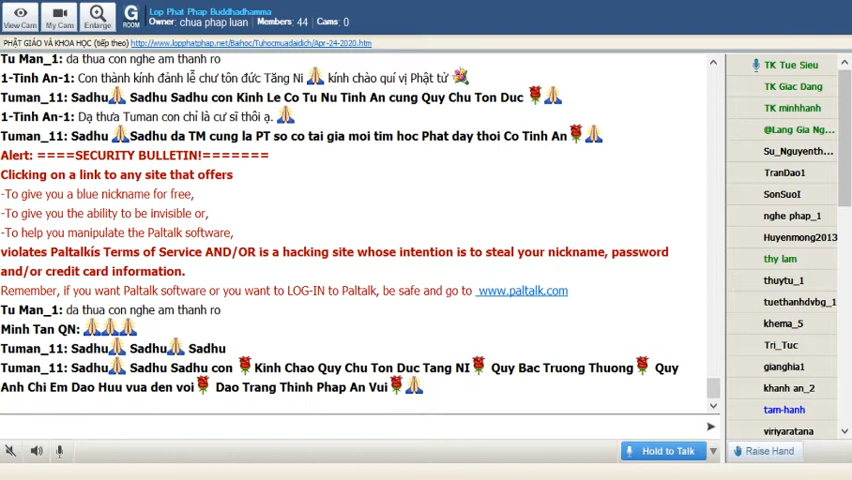 Lop Phat Phap Buddhadhamma
Owner: chua phap luan Members: 44 Cams: 0
View Cam My Cam Enlarge G ROOM
PHẬT GIÁO VÀ KHOA HỌC (tiếp theo) http://www.lopphatphap.net/Baihoc/Tuhocmuadaidich/Apr-24-2020.htm
Tu Man_1: da thua con nghe am thanh ro
1-Tinh An-1: Con thành kính đảnh lễ chư tôn đức Tăng Ni kính chào quí vị Phật tử
Tuman_11: Sadhu Sadhu Sadhu con Kinh Le Co Tu Nu Tinh An cung Quy Chu Ton Duc
1-Tinh An-1: Dạ thưa Tuman con chỉ là cư sĩ thôi ạ.
Tuman_11: Sadhu Sadhu da TM cung la PT so co tai gia moi tim hoc Phat day thoi Co Tinh An
Alert: ====SECURITY BULLETIN!=======
Clicking on a link to any site that offers
-To give you a blue nickname for free,
-To give you the ability to be invisible or,
-To help you manipulate the Paltalk software,
violates Paltalkís Terms of Service AND/OR is a hacking site whose intention is to steal your nickname, password
and/or credit card information.
Remember, if you want Paltalk software or you want to LOG-IN to Paltalk, be safe and go to www.paltalk.com
Tu Man_1: da thua con nghe am thanh ro
Minh Tan QN:
Tuman_11: Sadhu Sadhu Sadhu
Tuman_11: Sadhu Sadhu Sadhu con Kinh Chao Quy Chu Ton Duc Tang NI Quy Bac Truong Thuong Quy
Anh Chi Em Dao Huu vua den voi Dao Trang Thinh Phap An Vui
Hold to Talk
TK Tue Sieu
TK Giac Dang
TK minhhanh
@Lang Gia Ng...
Su_Nguyenth...
TranDao1
SonSuoI
nghe phap_1
Huyenmong2013
thy lam
thuytu_1
tuethanhdvbg_1
khema_5
Tri_Tuc
gianghia1
khanh an_2
tam-hanh
viriyaratana
Raise Hand